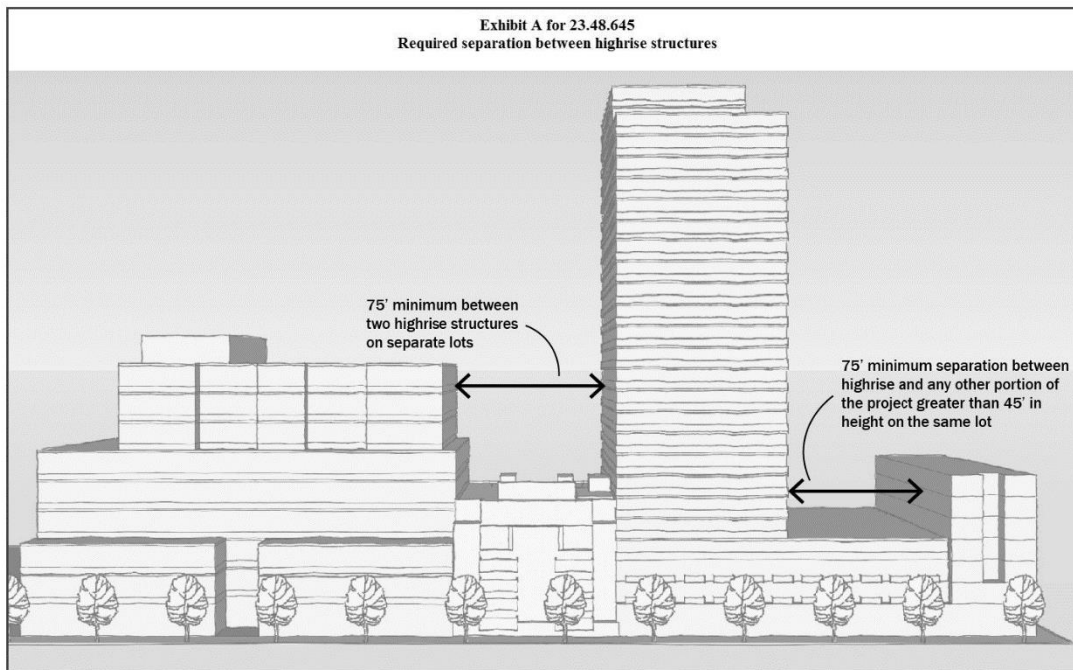 Exhibit A for 23.48.645
Required separation between highrise structures
75' minimum between
two highrise structures
on separate lots
75' minimum separation between
highrise and any other portion of
the project greater than 45' in
height on the same lot